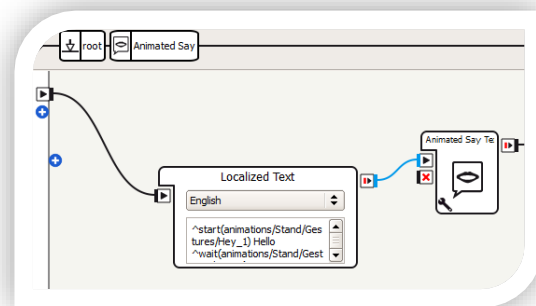 root Animated Say
Animated Say Te
Localized Text
English
^start(animations/Stand/Ges
tures/Hey_1) Hello
^wait(animations/Stand/Gest